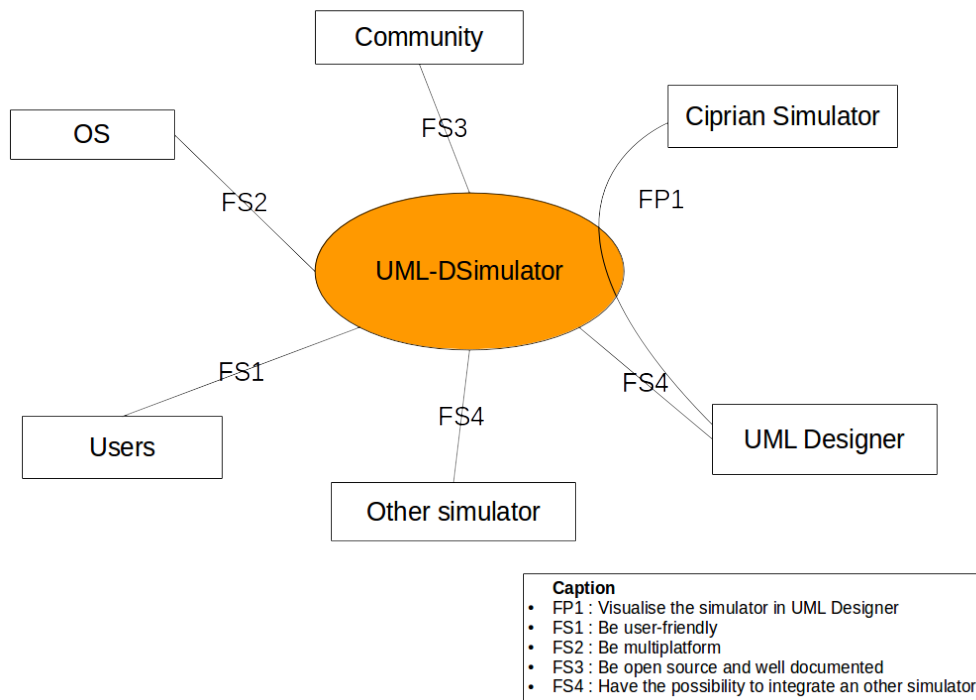 Community
Ciprian Simulator
OS
FS3
FS2
FP1
UML-DSimulator
FS1
FS4
FS4
Users
UML Designer
Other simulator
Caption
• FP1 : Visualise the simulator in UML Designer
• FS1 : Be user-friendly
• FS2 : Be multiplatform
• FS3 : Be open source and well documented
• FS4 : Have the possibility to integrate an other simulator